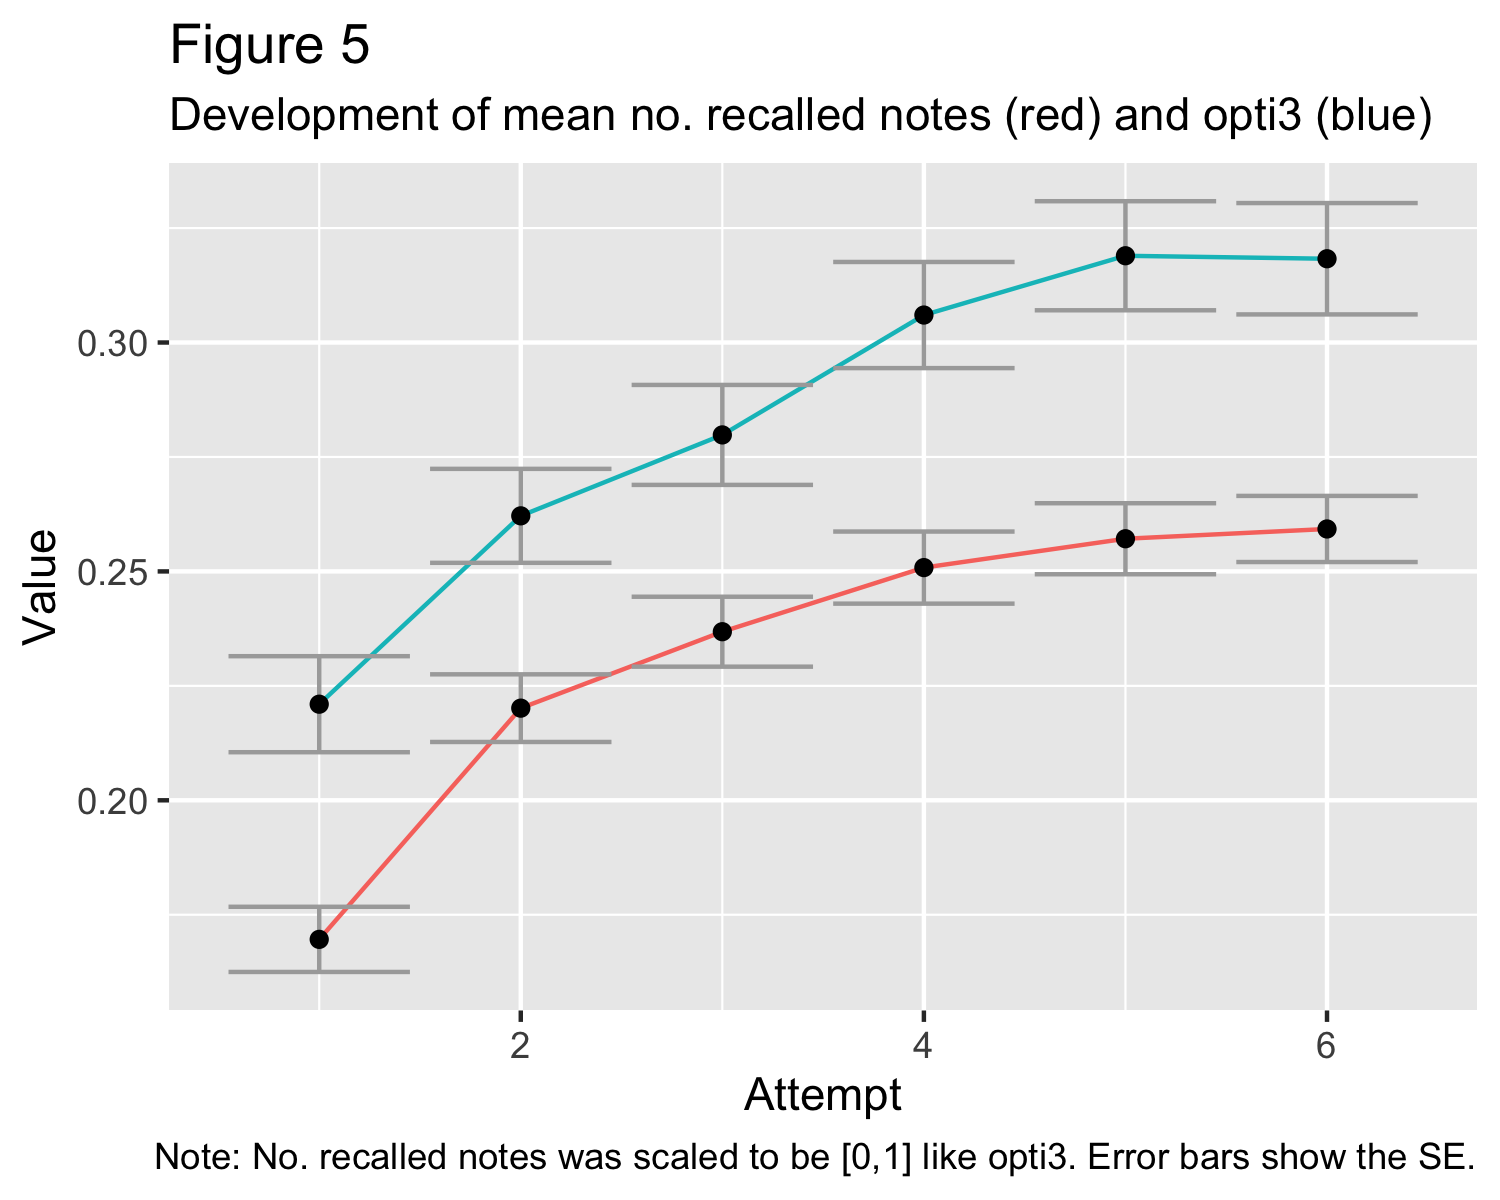 Figure 5
Development of mean no. recalled notes (red) and opti3 (blue)
Value
0.30
0.25
0.20
2 4 6
Attempt
Note: No. recalled notes was scaled to be [0,1] like opti3. Error bars show the SE.